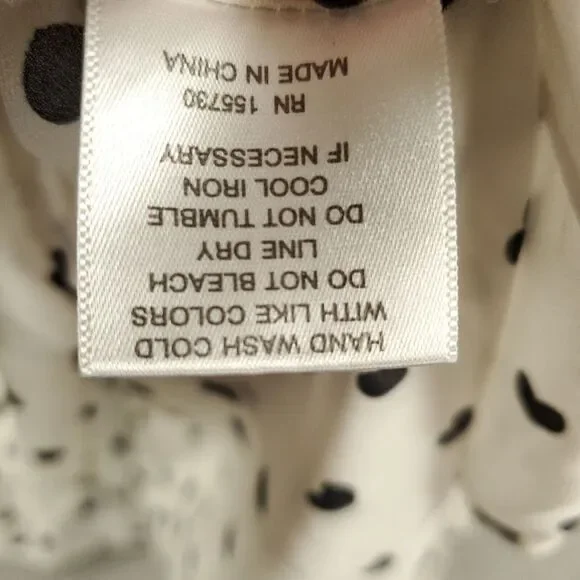 HAND WASH COLD
WITH LIKE COLORS
DO NOT BLEACH
LINE DRY
DO NOT TUMBLE
COOL IRON
IF NECESSARY
RN 155730
MADE IN CHINA